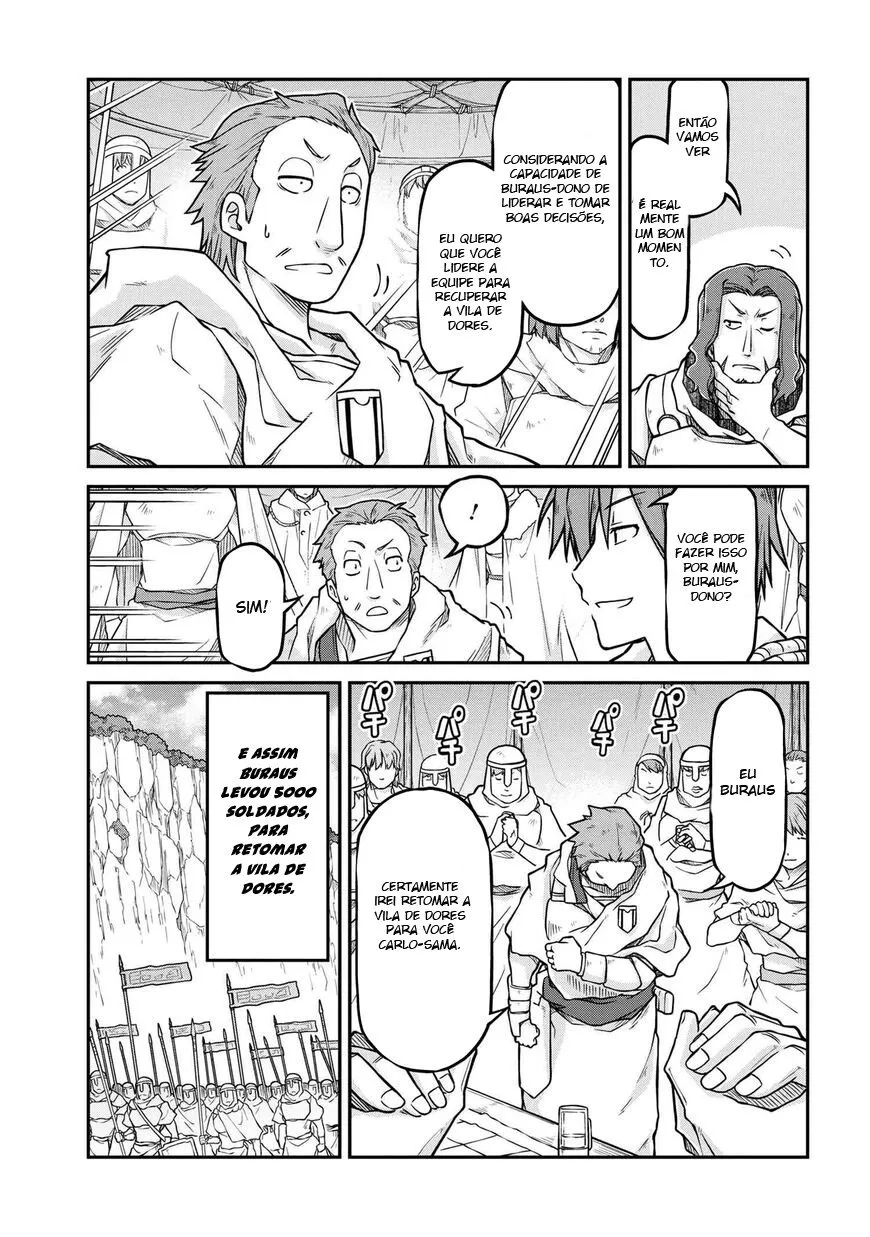 ENTÃO
VAMOS
VER
É REAL
MENTE
UM BOM
MOMENTO.
CONSIDERANDO A
CAPACIDADE DE
BURAUS-DONO DE
LIDERAR E TOMAR
BOAS DECISÕES,
EU QUERO
QUE VOCÊ
LIDERE A
EQUIPE PARA
RECUPERAR
A VILA DE
DORES.
VOCÊ PODE
FAZER ISSO
POR MIM,
BURAUS-
DONO?
!
SIM!
EU
BURAUS
パチ
パチ
パチ
パチ
パチ
CERTAMENTE
IREI RETOMAR A
VILA DE DORES
PARA VOCÊ
CARLO-SAMA.
E ASSIM
BURAUS
LEVOU 5000
SOLDADOS,
PARA
RETOMAR
A VILA DE
DORES.